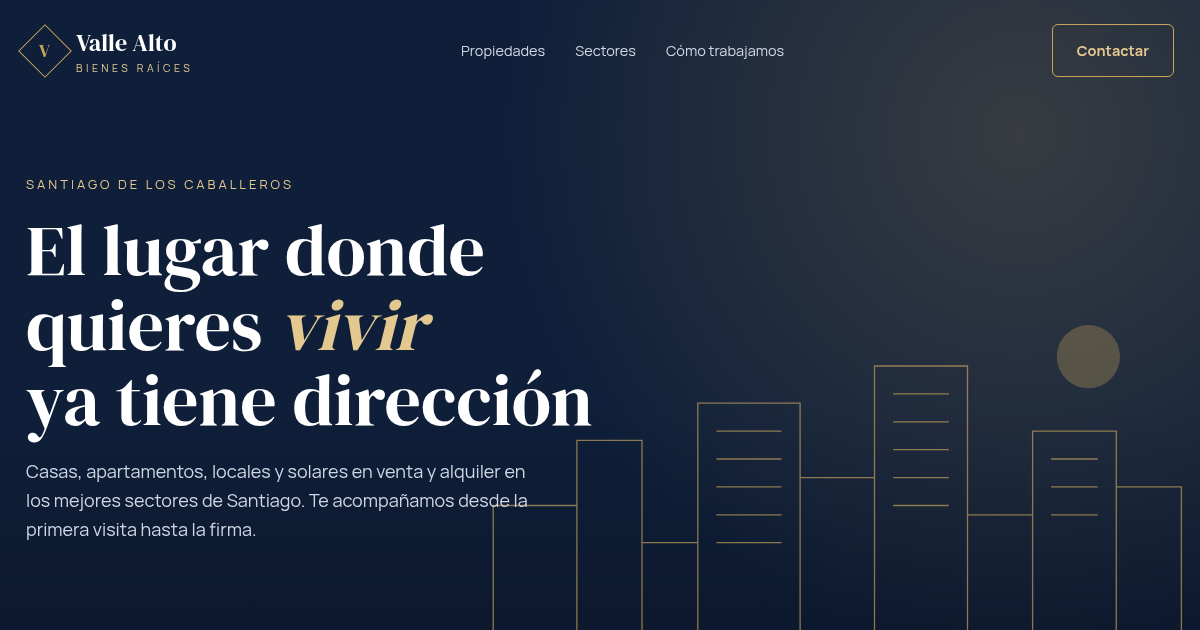 V
Valle Alto
BIENES RAÍCES
Propiedades
Sectores
Cómo trabajamos
Contactar
SANTIAGO DE LOS CABALLEROS
El lugar donde
quieres vivir
ya tiene dirección
Casas, apartamentos, locales y solares en venta y alquiler en
los mejores sectores de Santiago. Te acompañamos desde la
primera visita hasta la firma.